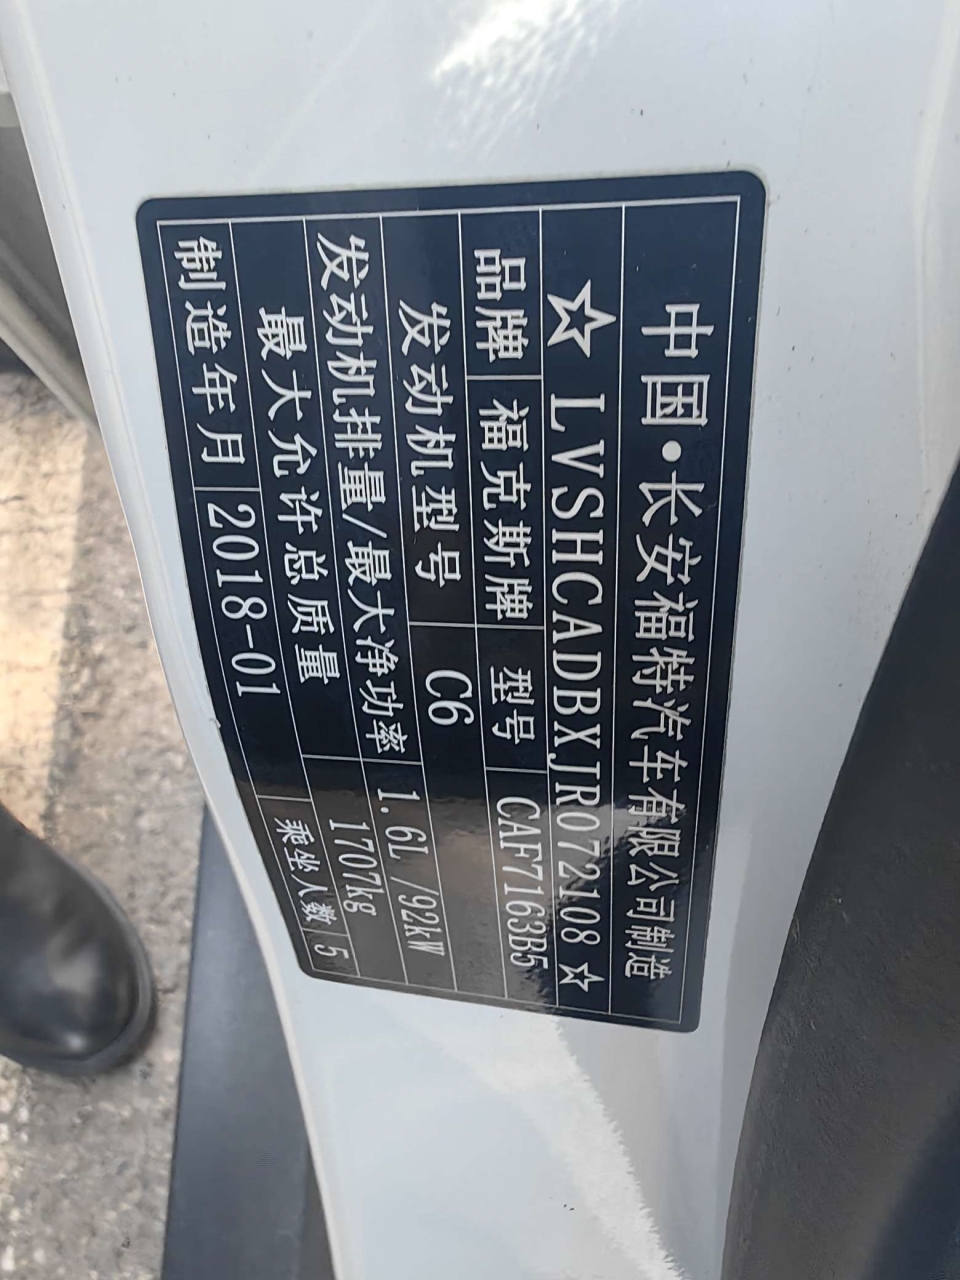 中国·长安福特汽车有限公司制造
☆LVSHCADBXJR072108☆
品牌 福克斯牌 型号 CAF7163B5
发动机型号 C6
发动机排量/最大净功率 1.6L /92kW
最大允许总质量 1707kg
制造年月 2018-01 乘坐人数 5